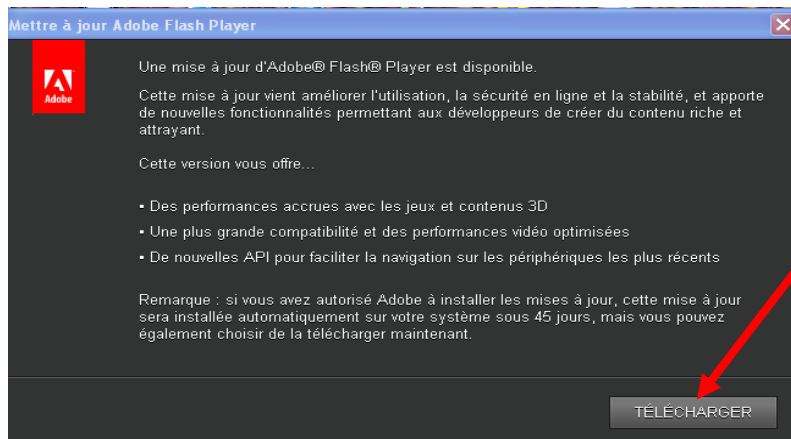 Mettre à jour Adobe Flash Player
Adobe
Une mise à jour d'Adobe® Flash® Player est disponible.
Cette mise à jour vient améliorer l'utilisation, la sécurité en ligne et la stabilité, et apporte
de nouvelles fonctionnalités permettant aux développeurs de créer du contenu riche et
attrayant.
Cette version vous offre...
▪ Des performances accrues avec les jeux et contenus 3D
▪ Une plus grande compatibilité et des performances vidéo optimisées
▪ De nouvelles API pour faciliter la navigation sur les périphériques les plus récents
Remarque : si vous avez autorisé Adobe à installer les mises à jour, cette mise à jour
sera installée automatiquement sur votre système sous 45 jours, mais vous pouvez
également choisir de la télécharger maintenant.
TÉLÉCHARGER